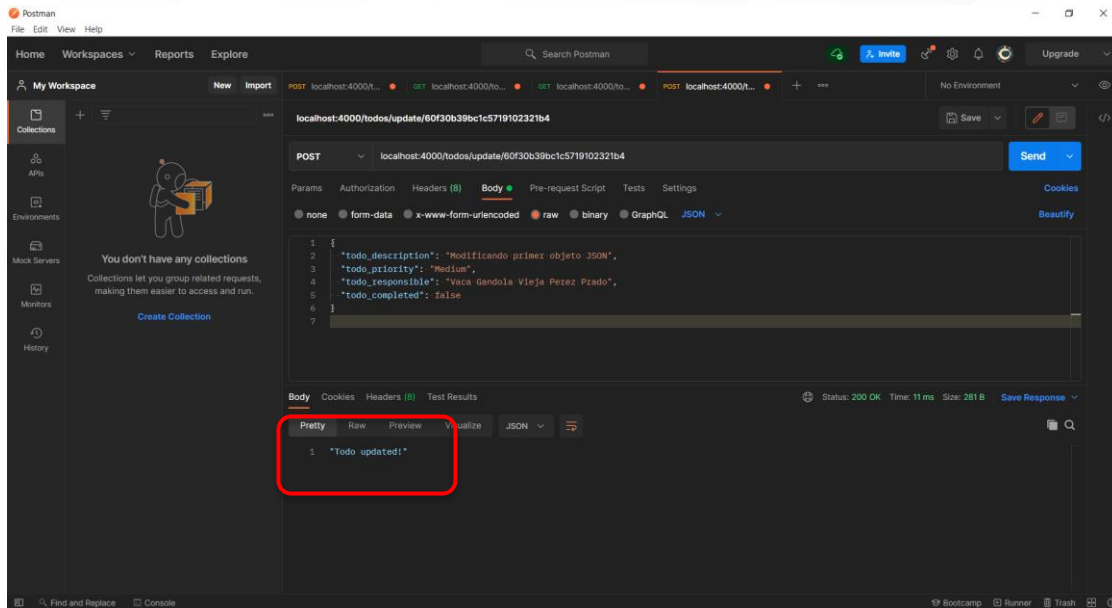 Postman
File Edit View Help
Home Workspaces Reports Explore
Search Postman
Invite
Upgrade
My Workspace
New Import
POST localhost:4000/t...
GET localhost:4000/to...
GET localhost:4000/to...
POST localhost:4000/t...
No Environment
Collections
APIs
Environments
Mock Servers
Monitors
History
You don't have any collections
Collections let you group related requests,
making them easier to access and run.
Create Collection
localhost:4000/todos/update/60f30b39bc1c5719102321b4
Save
POST localhost:4000/todos/update/60f30b39bc1c5719102321b4
Send
Params Authorization Headers (8) Body Pre-request Script Tests Settings
Cookies
none form-data x-www-form-urlencoded raw binary GraphQL JSON
Beautify
1 {
2 "todo_description": "Modificando primer objeto JSON",
3 "todo_priority": "Medium",
4 "todo_responsible": "Vaca Gandola Vieja Perez Prado",
5 "todo_completed": false
6 }
7
Body Cookies Headers (8) Test Results
Status: 200 OK Time: 11 ms Size: 281 B Save Response
Pretty Raw Preview Visualize JSON
1 "Todo updated!"
Find and Replace Console
Bootcamp Runner Trash